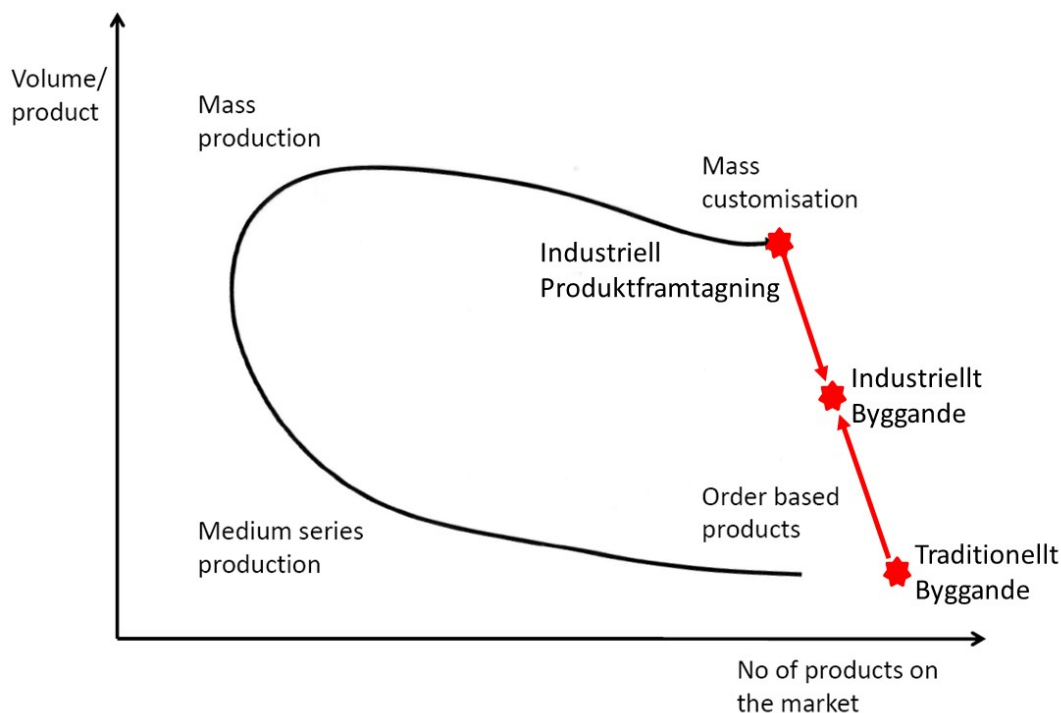 Volume/
product
Mass
production
Mass
customisation
Industriell
Produktframtagning
Industriellt
Byggande
Order based
products
Medium series
production
Traditionellt
Byggande
No of products on
the market